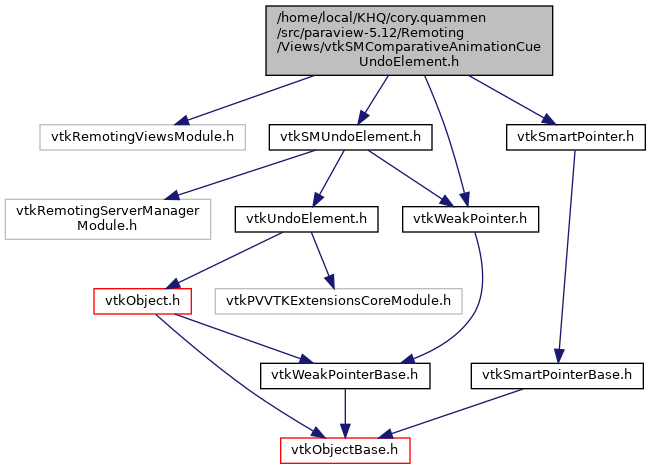 /home/local/KHQ/cory.quammen
/src/paraview-5.12/Remoting
/Views/vtkSMComparativeAnimationCue
UndoElement.h
vtkRemotingViewsModule.h
vtkSMUndoElement.h
vtkSmartPointer.h
vtkRemotingServerManager
Module.h
vtkUndoElement.h
vtkWeakPointer.h
vtkObject.h
vtkPVVTKExtensionsCoreModule.h
vtkWeakPointerBase.h
vtkSmartPointerBase.h
vtkObjectBase.h